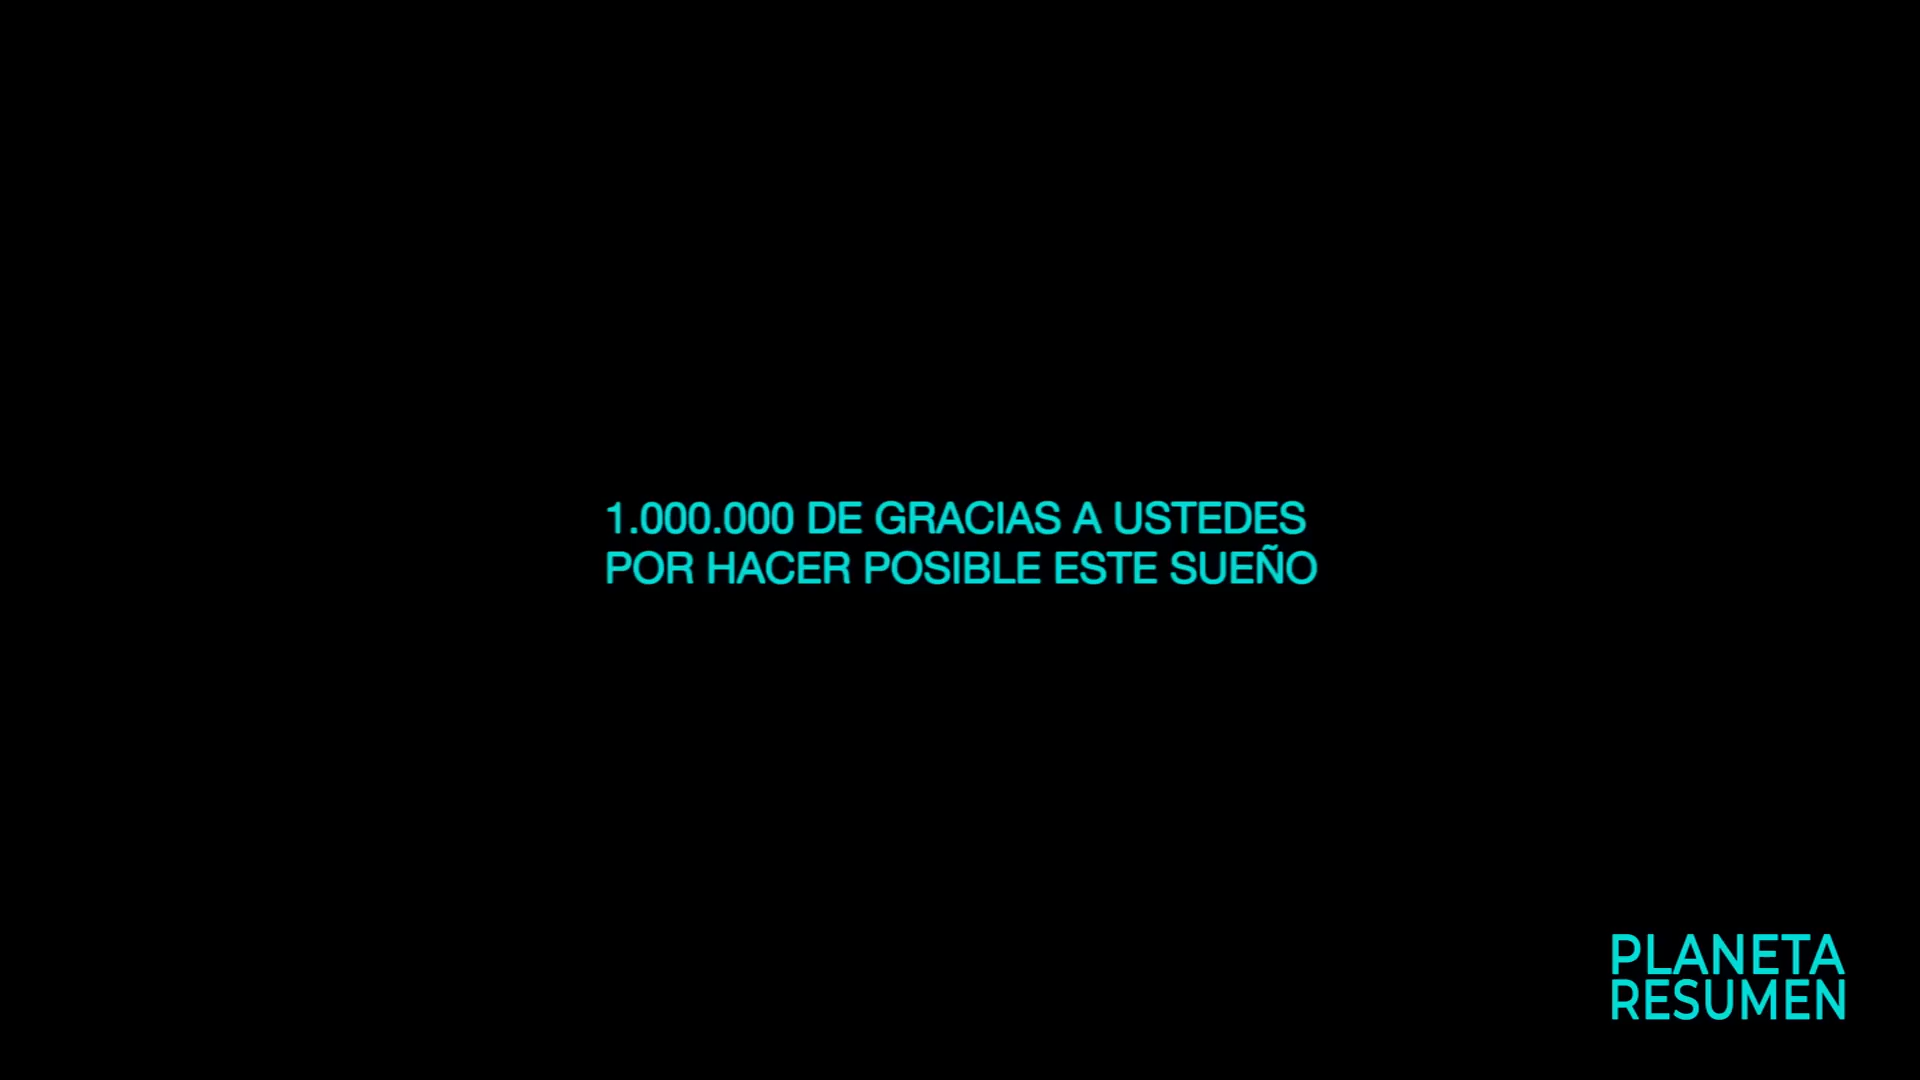 1.000.000 DE GRACIAS A USTEDES
POR HACER POSIBLE ESTE SUEÑO
PLANETA
RESUMEN